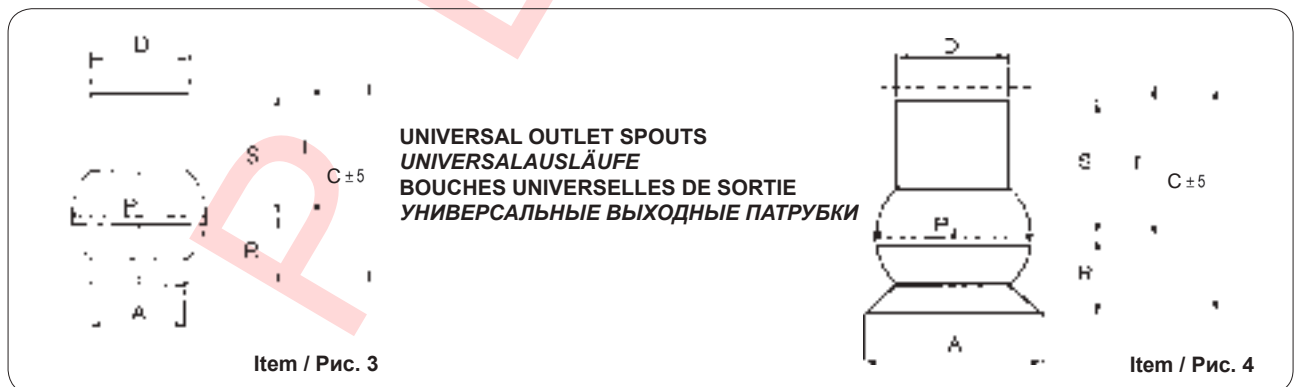 D
S
C ±5
P
R
A
Item / Рис. 3
UNIVERSAL OUTLET SPOUTS
UNIVERSALAUSLÄUFE
BOUCHES UNIVERSELLES DE SORTIE
УНИВЕРСАЛЬНЫЕ ВЫХОДНЫЕ ПАТРУБКИ
D
S
C ±5
P
R
A
Item / Рис. 4